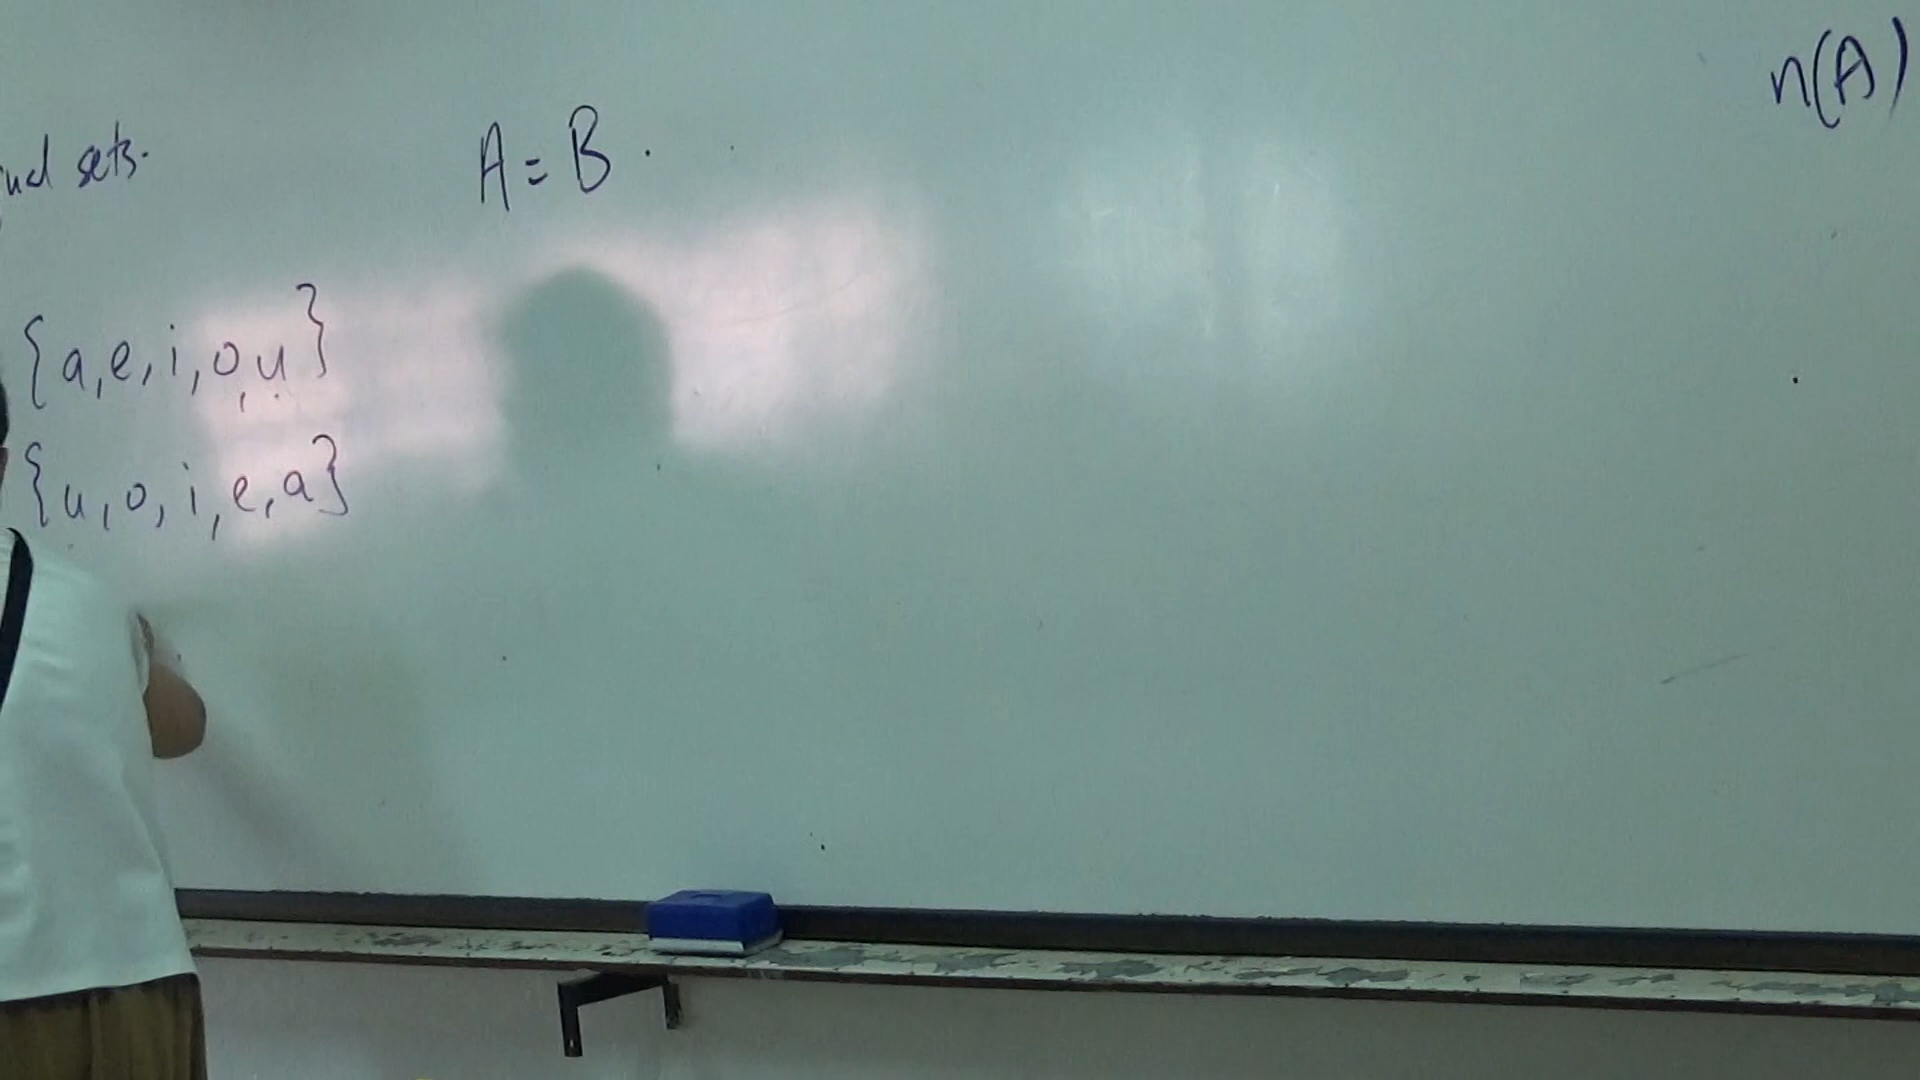 sets.
A = B.
n(A)
{a, e, i, o, u}
{u, o, i, e, a}